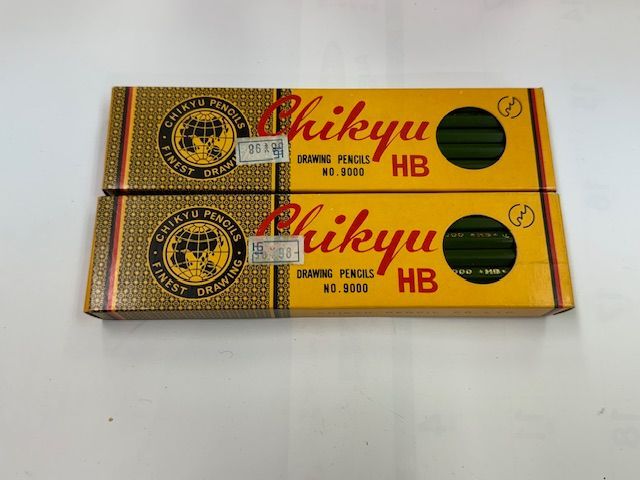 CHIKYU PENCILS
FINEST DRAWING
Chikyu
DRAWING PENCILS
NO. 9000
HB
CHIKYU PENCILS
FINEST DRAWING
Chikyu
DRAWING PENCILS
NO. 9000
HB